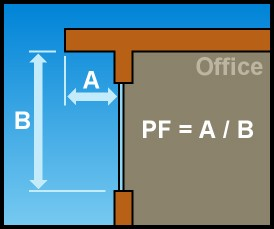 Office
A
B
PF = A / B